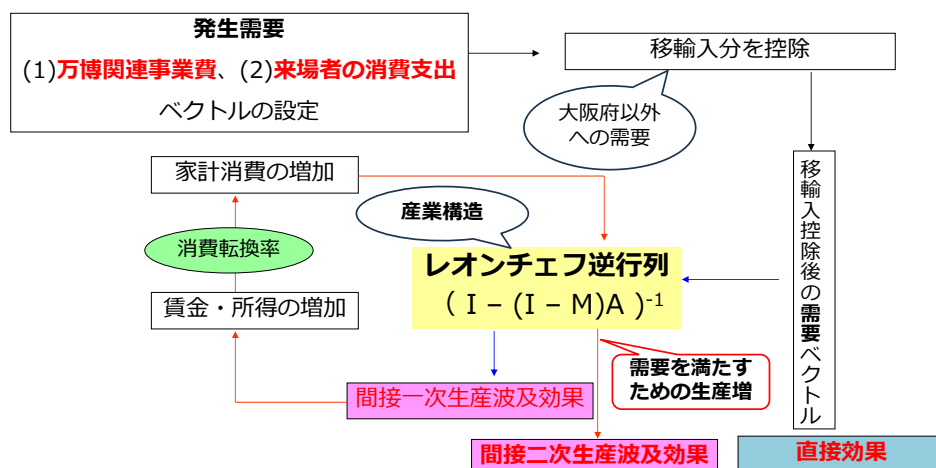 発生需要
(1)万博関連事業費、(2)来場者の消費支出
ベクトルの設定
移輸入分を控除
大阪府以外
への需要
移輸入控除後の需要ベクトル
家計消費の増加
産業構造
消費転換率
レオンチェフ逆行列
( I – (I – M)A )-1
賃金・所得の増加
需要を満たす
ための生産増
間接一次生産波及効果
間接二次生産波及効果
直接効果